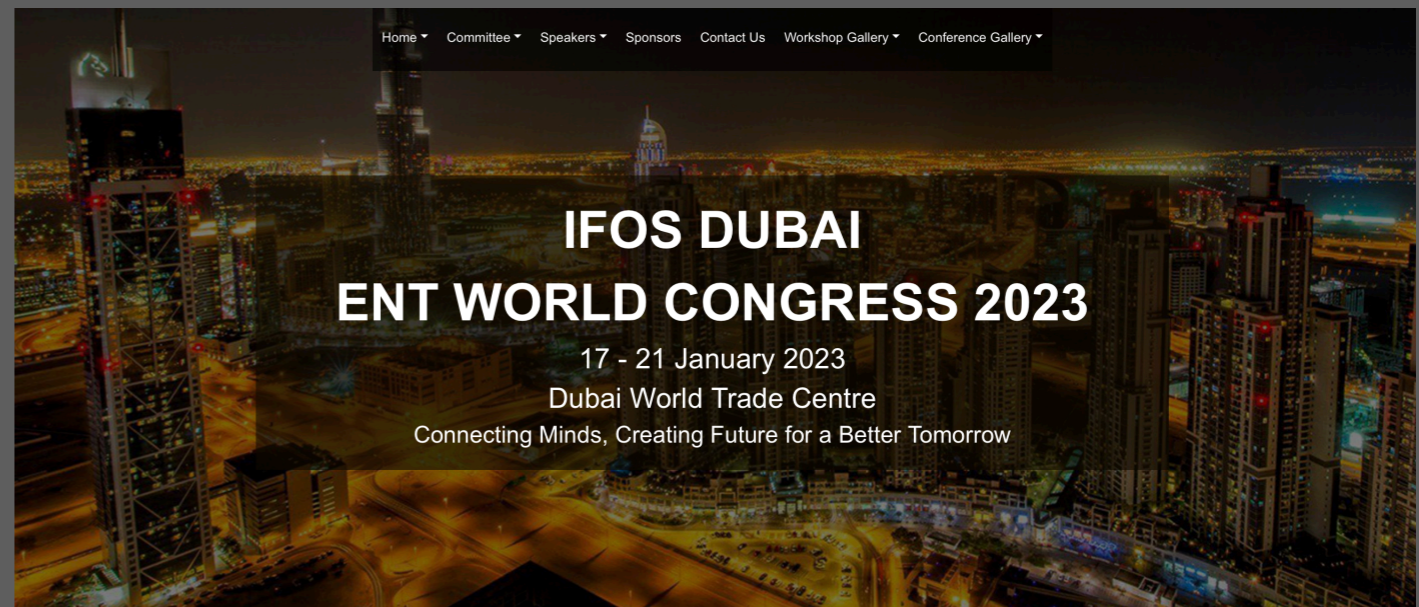 Home Committee Speakers Sponsors Contact Us Workshop Gallery Conference Gallery
IFOS DUBAI
ENT WORLD CONGRESS 2023
17 - 21 January 2023
Dubai World Trade Centre
Connecting Minds, Creating Future for a Better Tomorrow